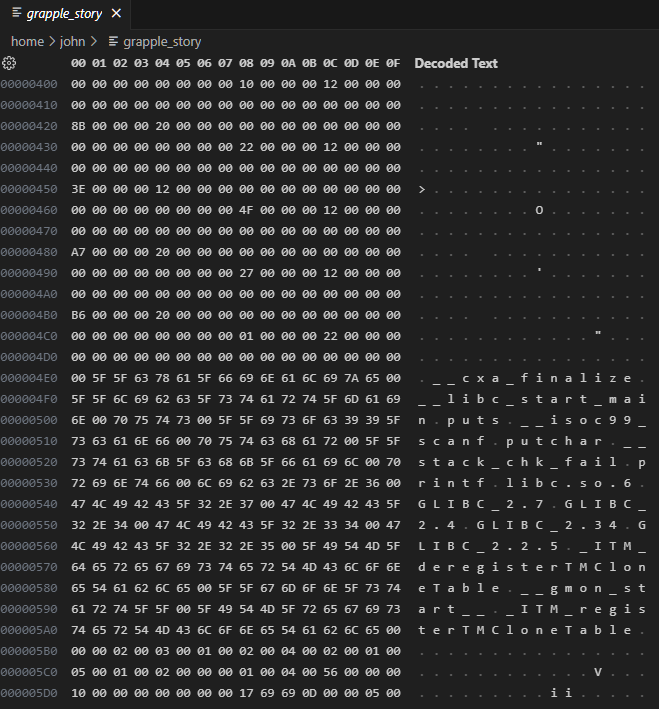 grapple_story ×
home > john > grapple_story
00 01 02 03 04 05 06 07 08 09 0A 0B 0C 0D 0E 0F Decoded Text
00000400 00 00 00 00 00 00 00 00 10 00 00 00 12 00 00 00 . . . . . . . . . . . . . . . .
00000410 00 00 00 00 00 00 00 00 00 00 00 00 00 00 00 00 . . . . . . . . . . . . . . . .
00000420 8B 00 00 00 20 00 00 00 00 00 00 00 00 00 00 00 . . . .   . . . . . . . . . . .
00000430 00 00 00 00 00 00 00 00 22 00 00 00 12 00 00 00 . . . . . . . . " . . . . . . .
00000440 00 00 00 00 00 00 00 00 00 00 00 00 00 00 00 00 . . . . . . . . . . . . . . . .
00000450 3E 00 00 00 12 00 00 00 00 00 00 00 00 00 00 00 > . . . . . . . . . . . . . . .
00000460 00 00 00 00 00 00 00 00 4F 00 00 00 12 00 00 00 . . . . . . . . O . . . . . . .
00000470 00 00 00 00 00 00 00 00 00 00 00 00 00 00 00 00 . . . . . . . . . . . . . . . .
00000480 A7 00 00 00 20 00 00 00 00 00 00 00 00 00 00 00 . . . .   . . . . . . . . . . .
00000490 00 00 00 00 00 00 00 00 27 00 00 00 12 00 00 00 . . . . . . . . ' . . . . . . .
000004A0 00 00 00 00 00 00 00 00 00 00 00 00 00 00 00 00 . . . . . . . . . . . . . . . .
000004B0 B6 00 00 00 20 00 00 00 00 00 00 00 00 00 00 00 . . . .   . . . . . . . . . . .
000004C0 00 00 00 00 00 00 00 00 01 00 00 00 22 00 00 00 . . . . . . . . . . . . " . . .
000004D0 00 00 00 00 00 00 00 00 00 00 00 00 00 00 00 00 . . . . . . . . . . . . . . . .
000004E0 00 5F 5F 63 78 61 5F 66 69 6E 61 6C 69 7A 65 00 . _ _ c x a _ f i n a l i z e .
000004F0 5F 5F 6C 69 62 63 5F 73 74 61 72 74 5F 6D 61 69 _ _ l i b c _ s t a r t _ m a i
00000500 6E 00 70 75 74 73 00 5F 5F 69 73 6F 63 39 39 5F n . p u t s . _ _ i s o c 9 9 _
00000510 73 63 61 6E 66 00 70 75 74 63 68 61 72 00 5F 5F s c a n f . p u t c h a r . _ _
00000520 73 74 61 63 6B 5F 63 68 6B 5F 66 61 69 6C 00 70 s t a c k _ c h k _ f a i l . p
00000530 72 69 6E 74 66 00 6C 69 62 63 2E 73 6F 2E 36 00 r i n t f . l i b c . s o . 6 .
00000540 47 4C 49 42 43 5F 32 2E 37 00 47 4C 49 42 43 5F G L I B C _ 2 . 7 . G L I B C _
00000550 32 2E 34 00 47 4C 49 42 43 5F 32 2E 33 34 00 47 2 . 4 . G L I B C _ 2 . 3 4 . G
00000560 4C 49 42 43 5F 32 2E 32 2E 35 00 5F 49 54 4D 5F L I B C _ 2 . 2 . 5 . _ I T M _
00000570 64 65 72 65 67 69 73 74 65 72 54 4D 43 6C 6F 6E d e r e g i s t e r T M C l o n
00000580 65 54 61 62 6C 65 00 5F 5F 67 6D 6F 6E 5F 73 74 e T a b l e . _ _ g m o n _ s t
00000590 61 72 74 5F 5F 00 5F 49 54 4D 5F 72 65 67 69 73 a r t _ _ . _ I T M _ r e g i s
000005A0 74 65 72 54 4D 43 6C 6F 6E 65 54 61 62 6C 65 00 t e r T M C l o n e T a b l e .
000005B0 00 00 02 00 03 00 01 00 02 00 04 00 02 00 01 00 . . . . . . . . . . . . . . . .
000005C0 05 00 01 00 02 00 00 00 01 00 04 00 56 00 00 00 . . . . . . . . . . . . V . . .
000005D0 10 00 00 00 00 00 00 00 17 69 69 0D 00 00 05 00 . . . . . . . . . i i . . . . .